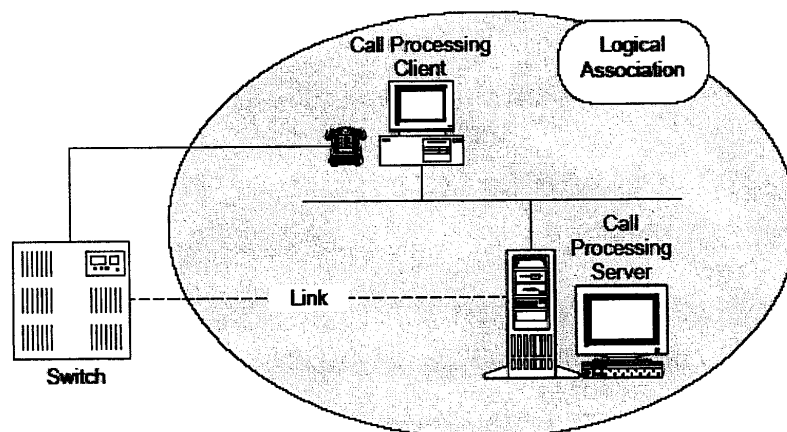 Call Processing
Client
Logical
Association
Call
Processing
Server
Link
Switch